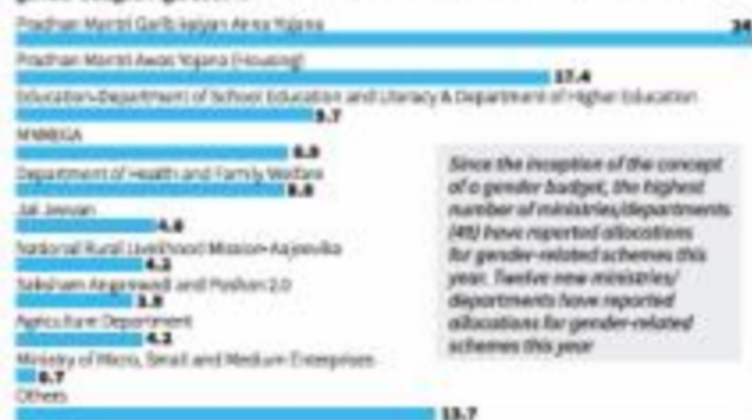 Pradhan Mantri Garib Kalyan Anna Yojana
24
Pradhan Mantri Awas Yojana (Housing)
17.4
Education-Department of School Education and Literacy & Department of Higher Education
9.7
MNREGA
8.9
Department of Health and Family Welfare
8.8
Jal Jeevan
4.6
National Rural Livelihood Mission-Aajeevika
4.2
Saksham Anganwadi and Poshan 2.0
3.9
Agriculture Department
4.2
Ministry of Micro, Small and Medium Enterprises
0.7
Others
13.7
Since the inception of the concept
of a gender budget, the highest
number of ministries/departments
(49) have reported allocations
for gender-related schemes this
year. Twelve new ministries/
departments have reported
allocations for gender-related
schemes this year